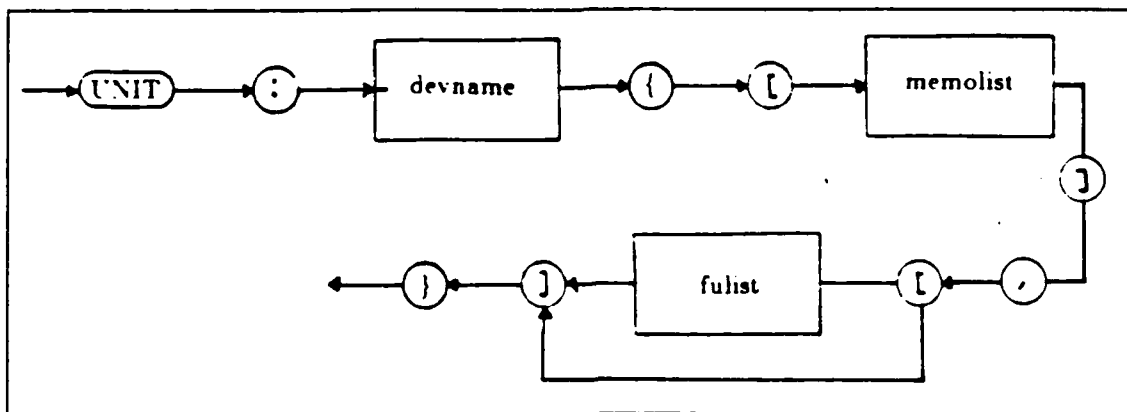 UNIT : devname { [ memolist
]
} ] fulist [ ,